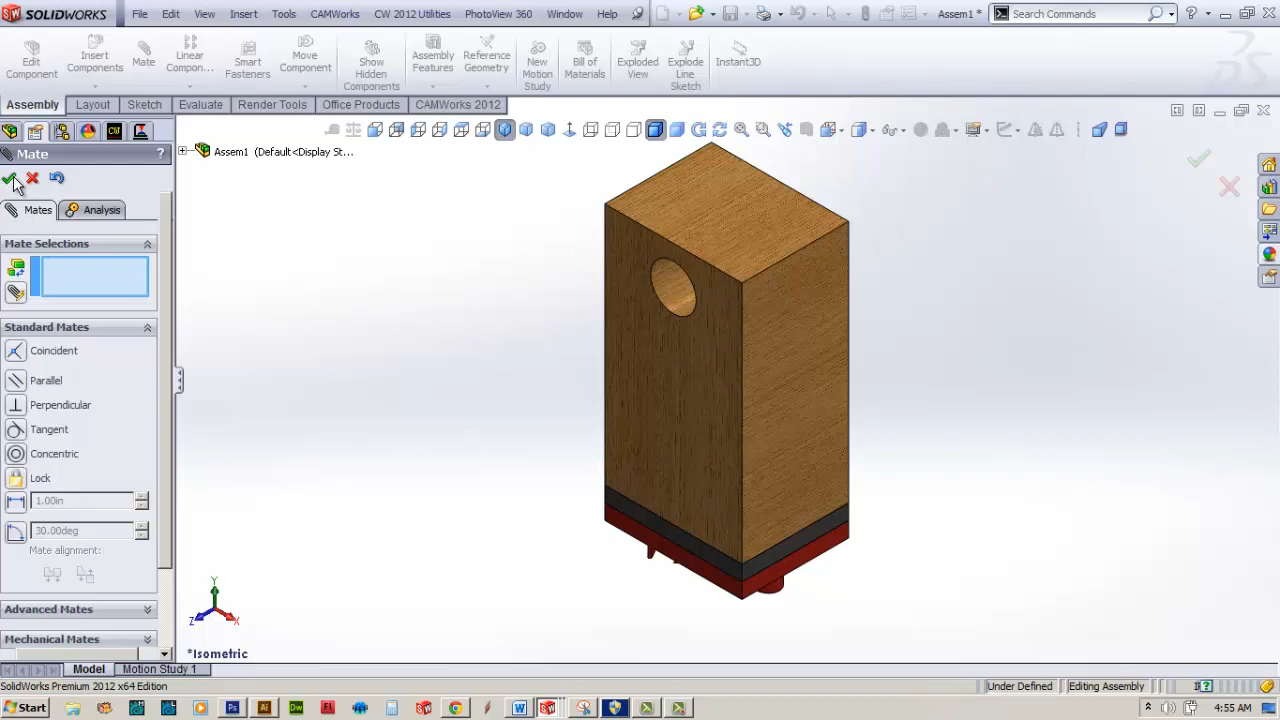 SOLIDWORKS File Edit View Insert Tools CAMWorks CW 2012 Utilities PhotoView 360 Window Help Assem1 * Search Commands ?
Edit Component
Insert Components
Mate
Linear Compon...
Smart Fasteners
Move Component
Show Hidden Components
Assembly Features
Reference Geometry
New Motion Study
Bill of Materials
Exploded View
Explode Line Sketch
Instant3D
Assembly Layout Sketch Evaluate Render Tools Office Products CAMWorks 2012
Mate ?
Assem1 (Default<Display St...
Mates Analysis
Mate Selections
Standard Mates
Coincident
Parallel
Perpendicular
Tangent
Concentric
Lock
1.00in
30.00deg
Mate alignment:
Advanced Mates
Mechanical Mates
Y
Z
X
*Isometric
Model Motion Study 1
SolidWorks Premium 2012 x64 Edition Under Defined Editing Assembly
Start 4:55 AM